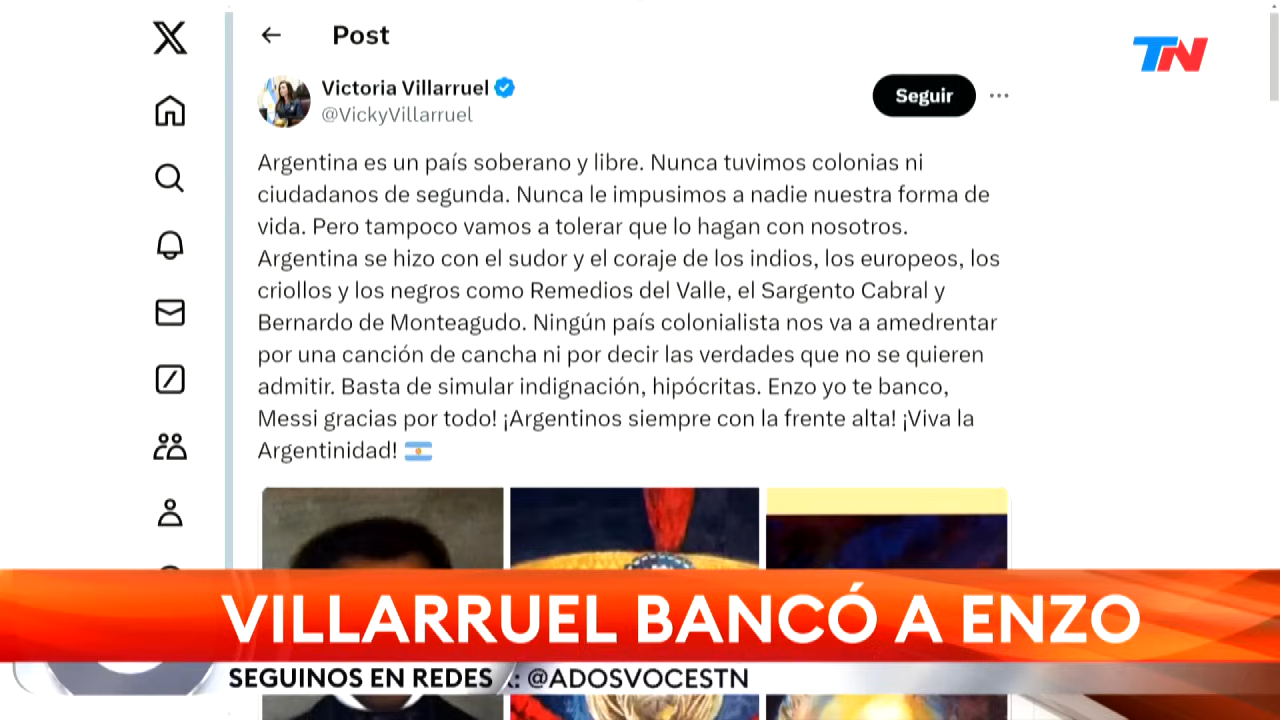 Post
TN
Victoria Villarruel
@VickyVillarruel
Seguir
Argentina es un país soberano y libre. Nunca tuvimos colonias ni
ciudadanos de segunda. Nunca le impusimos a nadie nuestra forma de
vida. Pero tampoco vamos a tolerar que lo hagan con nosotros.
Argentina se hizo con el sudor y el coraje de los indios, los europeos, los
criollos y los negros como Remedios del Valle, el Sargento Cabral y
Bernardo de Monteagudo. Ningún país colonialista nos va a amedrentar
por una canción de cancha ni por decir las verdades que no se quieren
admitir. Basta de simular indignación, hipócritas. Enzo yo te banco,
Messi gracias por todo! ¡Argentinos siempre con la frente alta! ¡Viva la
Argentinidad! 🇦🇷
VILLARRUEL BANCÓ A ENZO
SEGUINOS EN REDES : @ADOSVOCESTN